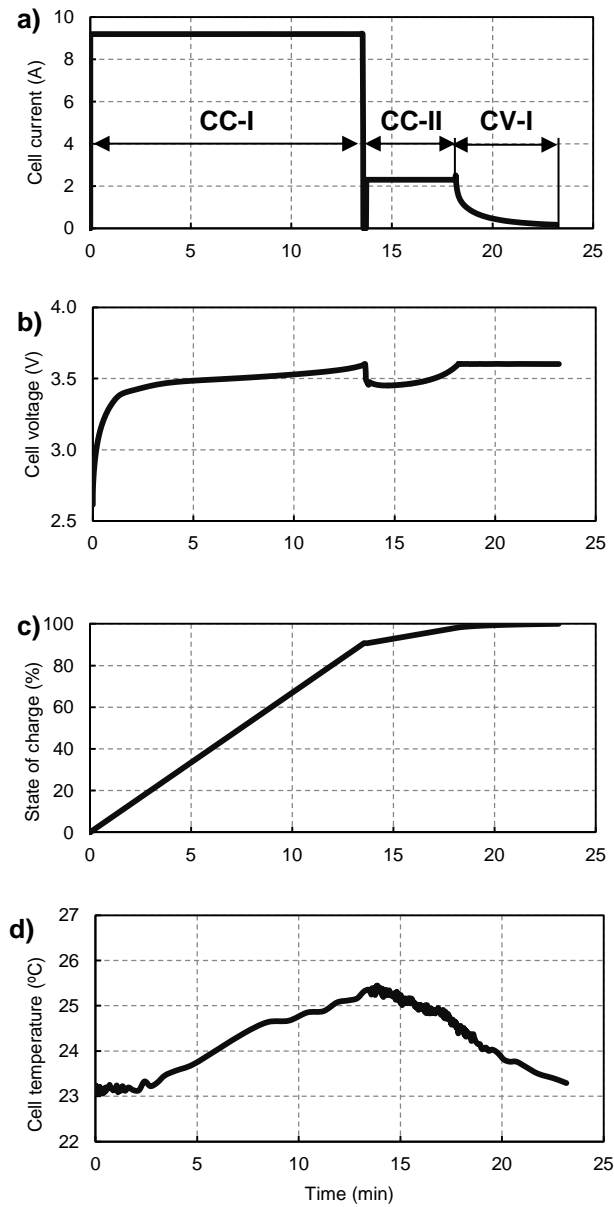 a)
Cell current (A)
10
8
6
4
2
0
CC-I
CC-II
CV-I
0 5 10 15 20 25
b)
Cell voltage (V)
4.0
3.5
3.0
2.5
0 5 10 15 20 25
c)
State of charge (%)
100
80
60
40
20
0
0 5 10 15 20 25
d)
Cell temperature (ºC)
27
26
25
24
23
22
0 5 10 15 20 25
Time (min)